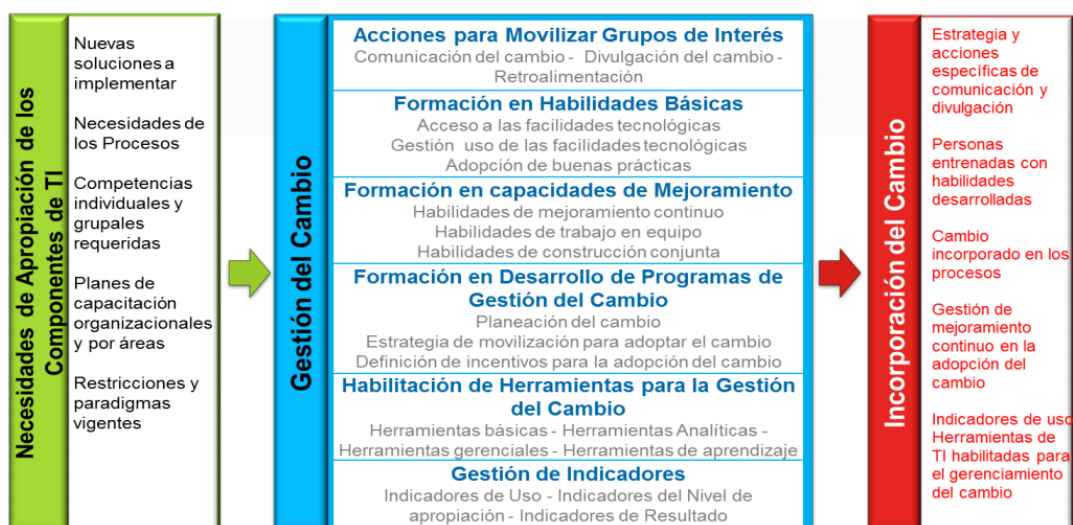 Necesidades de Apropiación de los
Componentes de TI
Nuevas
soluciones a
implementar
Necesidades de
los Procesos
Competencias
individuales y
grupales
requeridas
Planes de
capacitación
organizacionales
y por áreas
Restricciones y
paradigmas
vigentes
Gestión del Cambio
Acciones para Movilizar Grupos de Interés
Comunicación del cambio - Divulgación del cambio -
Retroalimentación
Formación en Habilidades Básicas
Acceso a las facilidades tecnológicas
Gestión uso de las facilidades tecnológicas
Adopción de buenas prácticas
Formación en capacidades de Mejoramiento
Habilidades de mejoramiento continuo
Habilidades de trabajo en equipo
Habilidades de construcción conjunta
Formación en Desarrollo de Programas de
Gestión del Cambio
Planeación del cambio
Estrategia de movilización para adoptar el cambio
Definición de incentivos para la adopción del cambio
Habilitación de Herramientas para la Gestión
del Cambio
Herramientas básicas - Herramientas Analíticas -
Herramientas gerenciales - Herramientas de aprendizaje
Gestión de Indicadores
Indicadores de Uso - Indicadores del Nivel de
apropiación - Indicadores de Resultado
Incorporación del Cambio
Estrategia y
acciones
específicas de
comunicación y
divulgación
Personas
entrenadas con
habilidades
desarrolladas
Cambio
incorporado en los
procesos
Gestión de
mejoramiento
continuo en la
adopción del
cambio
Indicadores de uso
Herramientas de
TI habilitadas para
el gerenciamiento
del cambio